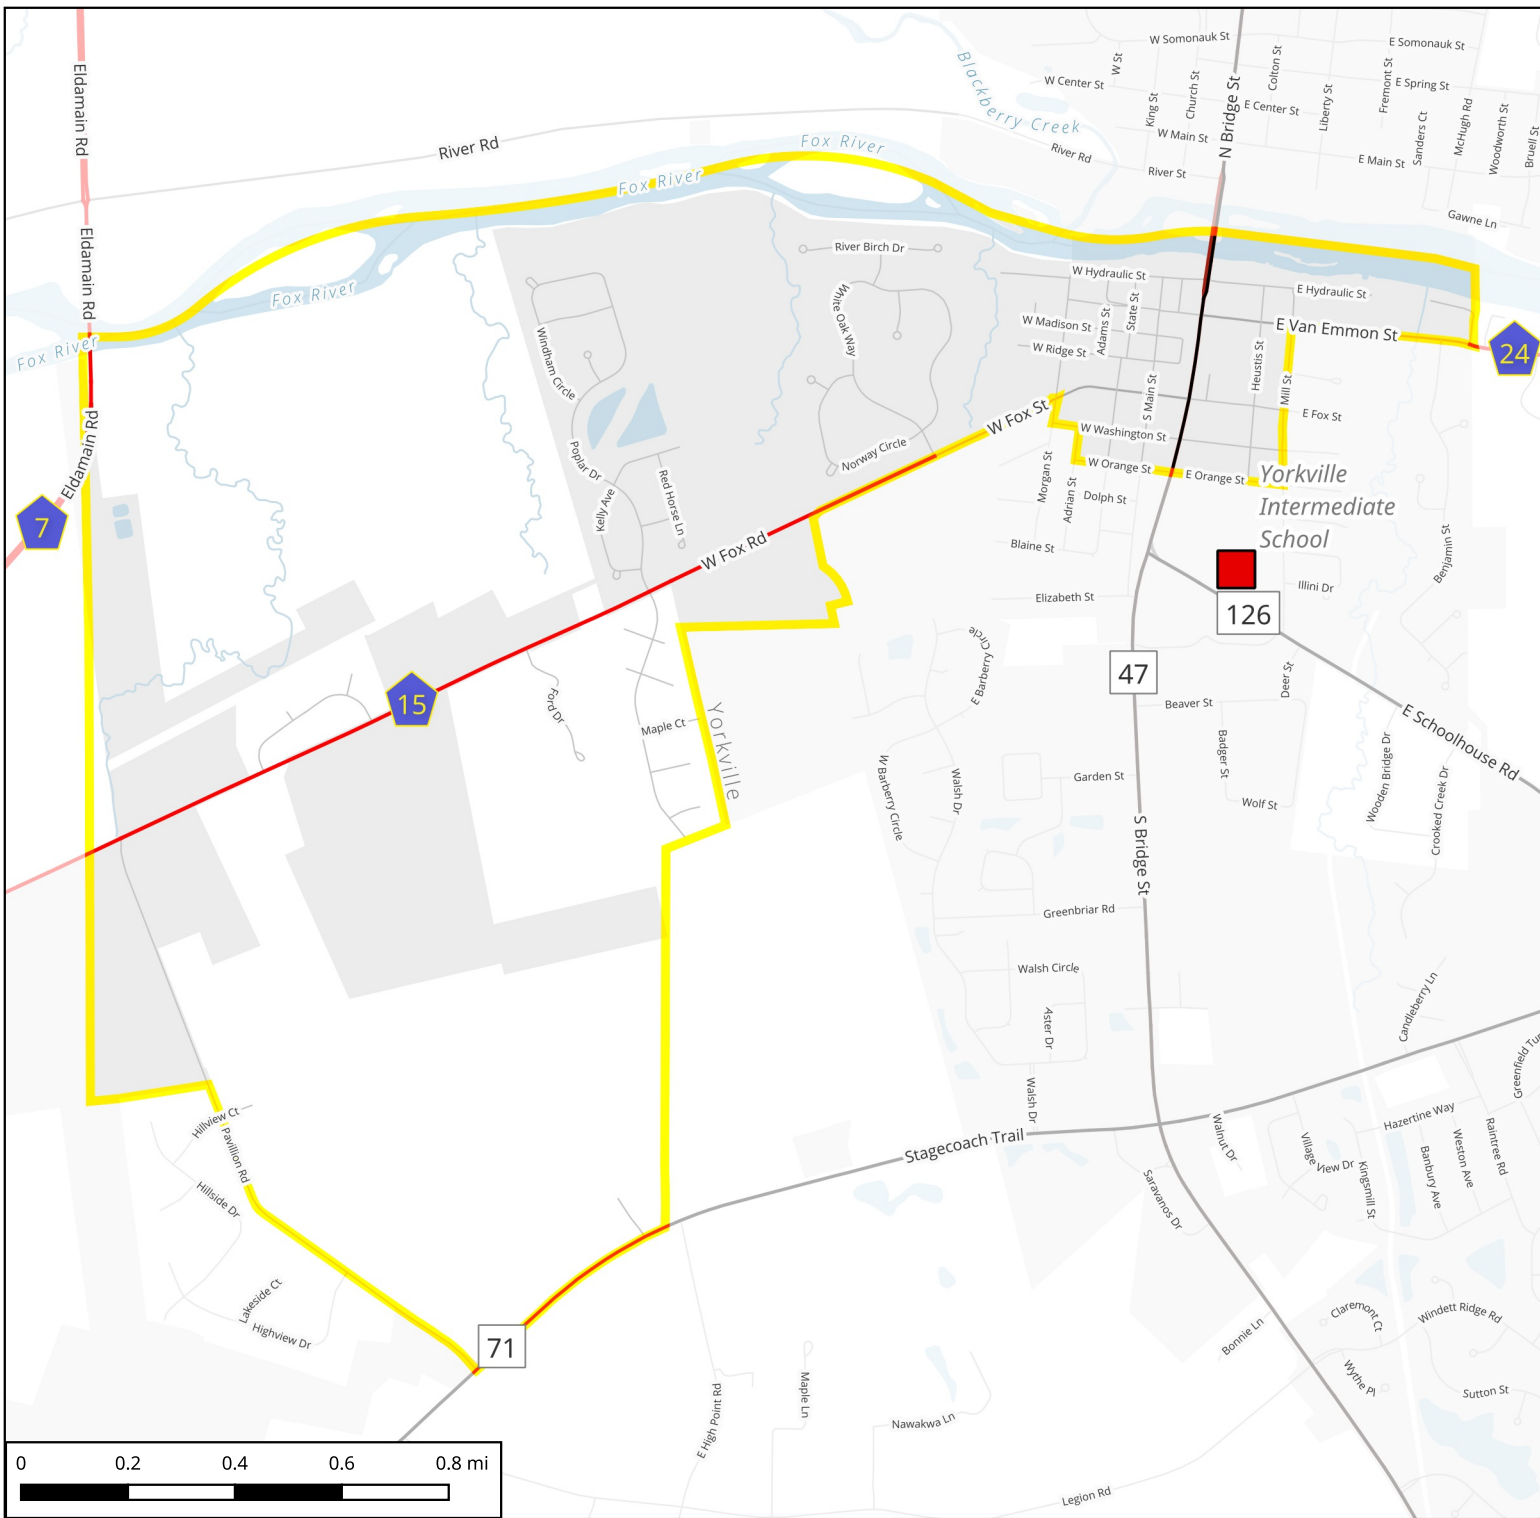 W Somonauk St
E Somonauk St
W St
Colton St
Blackberry Creek
W Center St
King St
Church St
N Bridge St
E Center St
Liberty St
Fremont St
E Spring St
Sanders Ct
McHugh Rd
Woodworth St
Bruell St
Eldamain Rd
River Rd
Fox River
W Main St
River Rd
E Main St
River St
Fox River
Gawne Ln
Eldamain Rd
River Birch Dr
Fox River
W Hydraulic St
E Hydraulic St
White Oak Way
State St
Adams St
W Madison St
E Van Emmon St
Fox River
Windham Circle
W Ridge St
Heustis St
24
S Main St
Mill St
E Fox St
Eldamain Rd
W Fox St
W Washington St
Poplar Dr
Norway Circle
Morgan St
W Orange St
E Orange St
Yorkville
Intermediate
School
Red Horse Ln
Kelly Ave
Adrian St
Dolph St
7
W Fox Rd
Blaine St
Benjamin St
Illini Dr
Elizabeth St
126
E Barberry Circle
47
Deer St
15
Ford Dr
Maple Ct
Yorkville
Beaver St
E Schoolhouse Rd
Badger St
Wooden Bridge Dr
W Barberry Circle
Walsh Dr
Garden St
Crooked Creek Dr
Wolf St
S Bridge St
Greenbriar Rd
Walsh Circle
Candleberry Ln
Aster Dr
Walsh Dr
Hillview Ct
Pavillion Rd
Hillside Dr
Stagecoach Trail
Walnut Dr
Village View Dr
Hazertine Way
Raintree Rd
Weston Ave
Banbury Ave
Kingsmill St
Saravanos Dr
Lakeside Ct
Highview Dr
71
Claremont Ct
Windett Ridge Rd
Bonnie Ln
Wythe Pl
Sutton St
E High Point Rd
Maple Ln
Nawakwa Ln
Legion Rd
0 0.2 0.4 0.6 0.8 mi